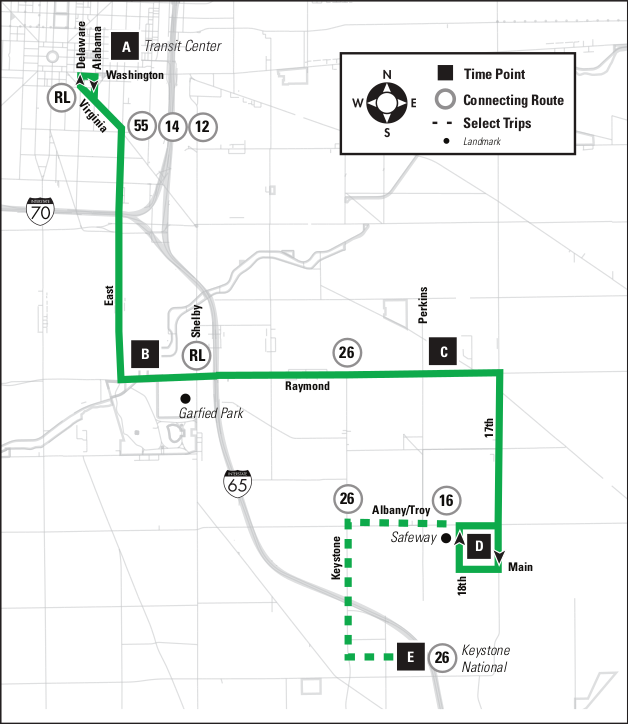 Delaware
Alabama
A
Transit Center
Washington
RL
Virginia
55
14
12
N
W
E
S
Time Point
Connecting Route
Select Trips
Landmark
INTERSTATE
70
East
Shelby
Perkins
B
RL
26
C
Raymond
Garfied Park
17th
INTERSTATE
65
26
Albany/Troy
16
Safeway
D
Keystone
18th
Main
E
26
Keystone
National